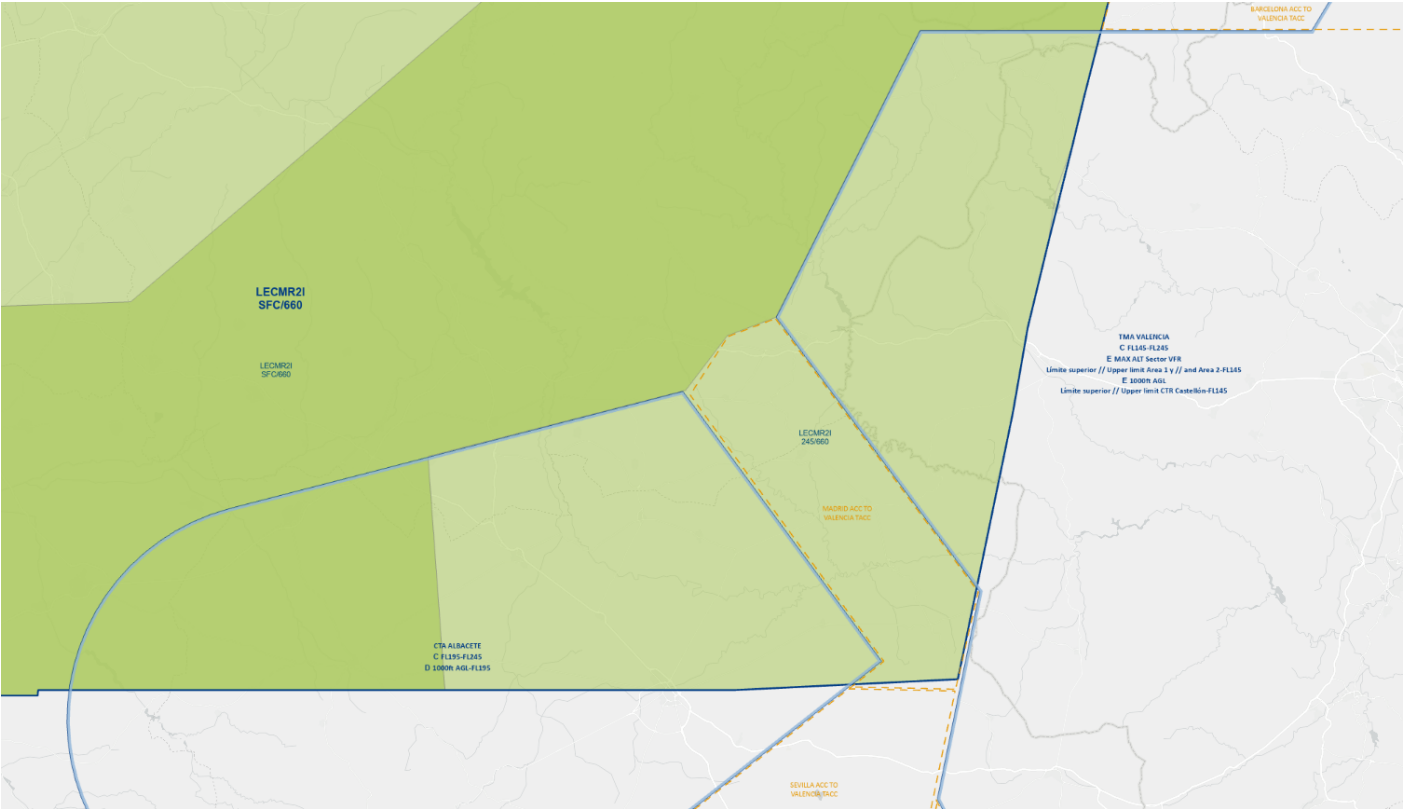 BARCELONA ACC TO
VALENCIA TACC
LECMR2I
SFC/660
LECMR2I
SFC/660
TMA VALENCIA
C FL145-FL245
E MAX ALT Sector VFR
Límite superior // Upper limit Area 1 y // and Area 2-FL145
E 1000ft AGL
Límite superior // Upper limit CTR Castellón-FL145
LECMR2I
245/660
MADRID ACC TO
VALENCIA TACC
CTA ALBACETE
C FL195-FL245
D 1000ft AGL-FL195
SEVILLA ACC TO
VALENCIA TACC